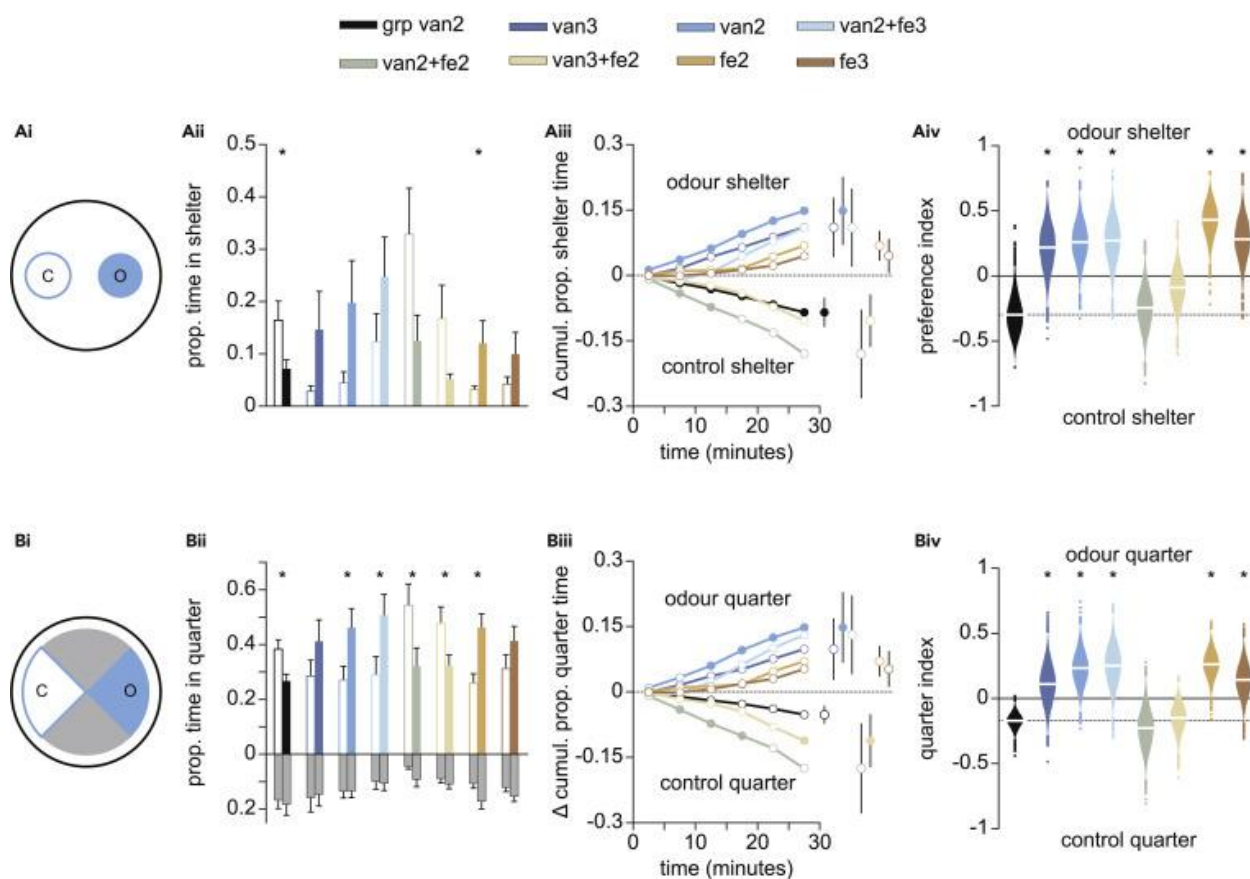 grp van2 van3 van2 van2+fe3
van2+fe2 van3+fe2 fe2 fe3
Ai Aii Aiii Aiv
C O
prop. time in shelter
0.5
0.4
0.3
0.2
0.1
0
* *
Δ cumul. prop. shelter time
0.3
0.15
0
-0.15
-0.3
odour shelter
control shelter
0 10 20 30
time (minutes)
odour shelter
preference index
1
0.5
0
-0.5
-1
* * * * *
control shelter
Bi Bii Biii Biv
C O
prop. time in quarter
0.6
0.4
0.2
0
0.2
* * * * * *
Δ cumul. prop. quarter time
0.3
0.15
0
-0.15
-0.3
odour quarter
control quarter
0 10 20 30
time (minutes)
odour quarter
quarter index
1
0.5
0
-0.5
-1
* * * * *
control quarter